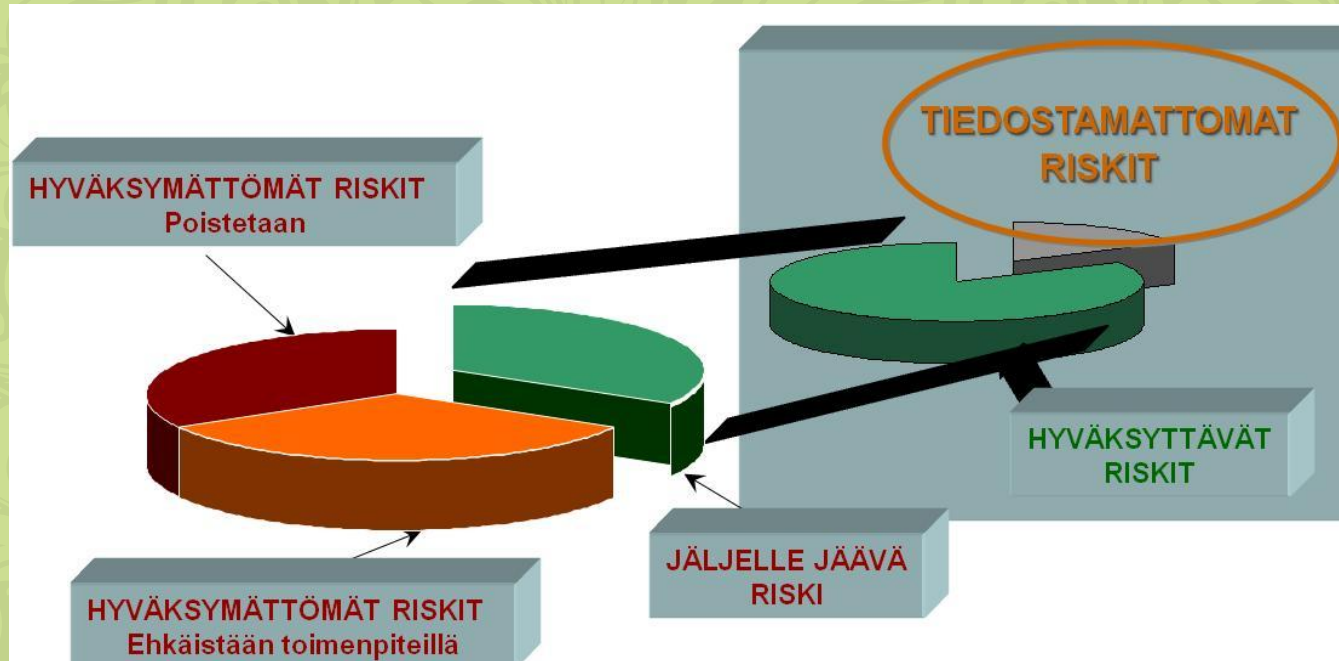 TIEDOSTAMATTOMAT
RISKIT
HYVÄKSYMÄTTÖMÄT RISKIT
Poistetaan
HYVÄKSYTTÄVÄT
RISKIT
JÄLJELLE JÄÄVÄ
RISKI
HYVÄKSYMÄTTÖMÄT RISKIT
Ehkäistään toimenpiteillä